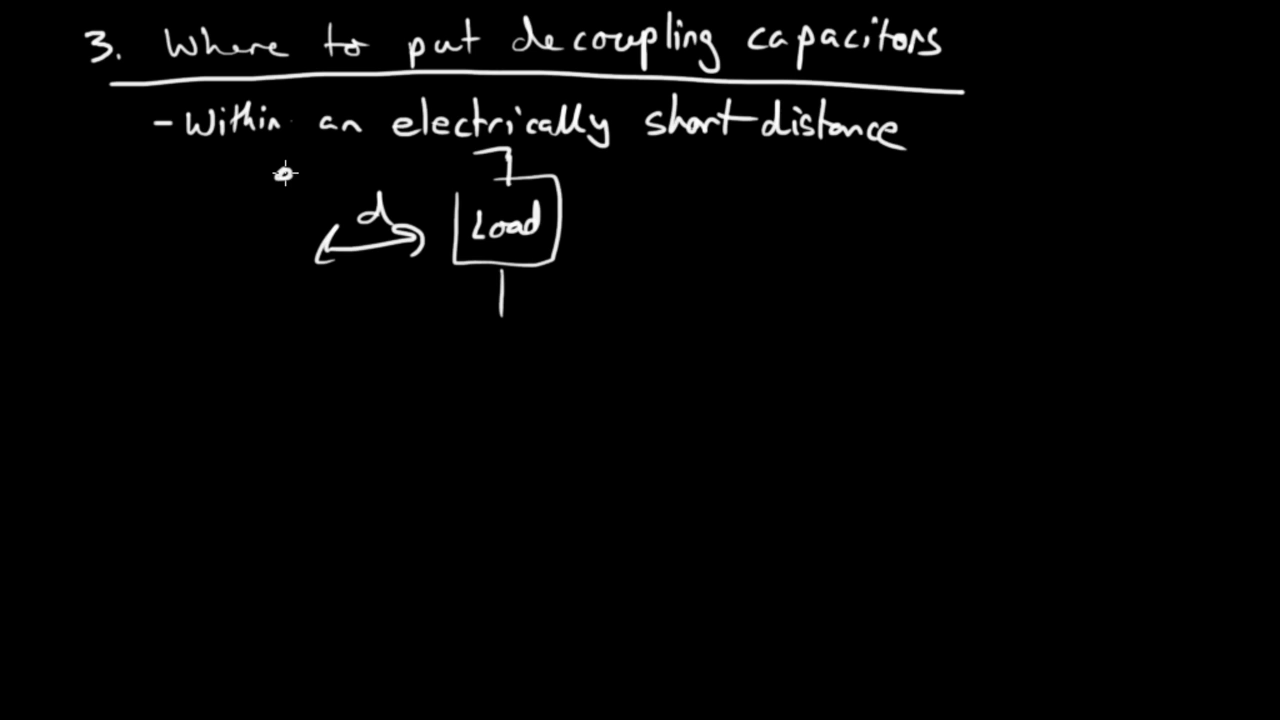 3. Where to put decoupling capacitors
- Within an electrically short distance
d
Load